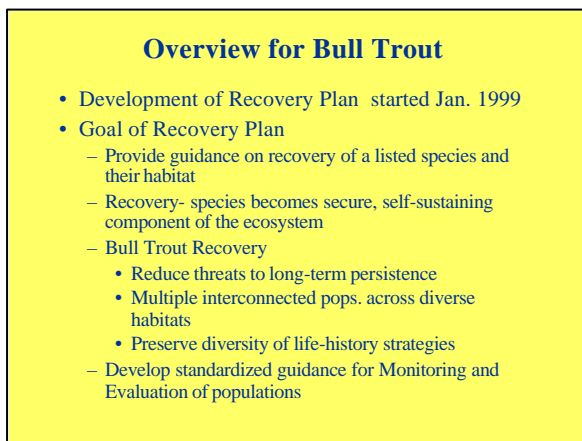 Overview for Bull Trout
• Development of Recovery Plan started Jan. 1999
• Goal of Recovery Plan
– Provide guidance on recovery of a listed species and
their habitat
– Recovery- species becomes secure, self-sustaining
component of the ecosystem
– Bull Trout Recovery
• Reduce threats to long-term persistence
• Multiple interconnected pops. across diverse
habitats
• Preserve diversity of life-history strategies
– Develop standardized guidance for Monitoring and
Evaluation of populations